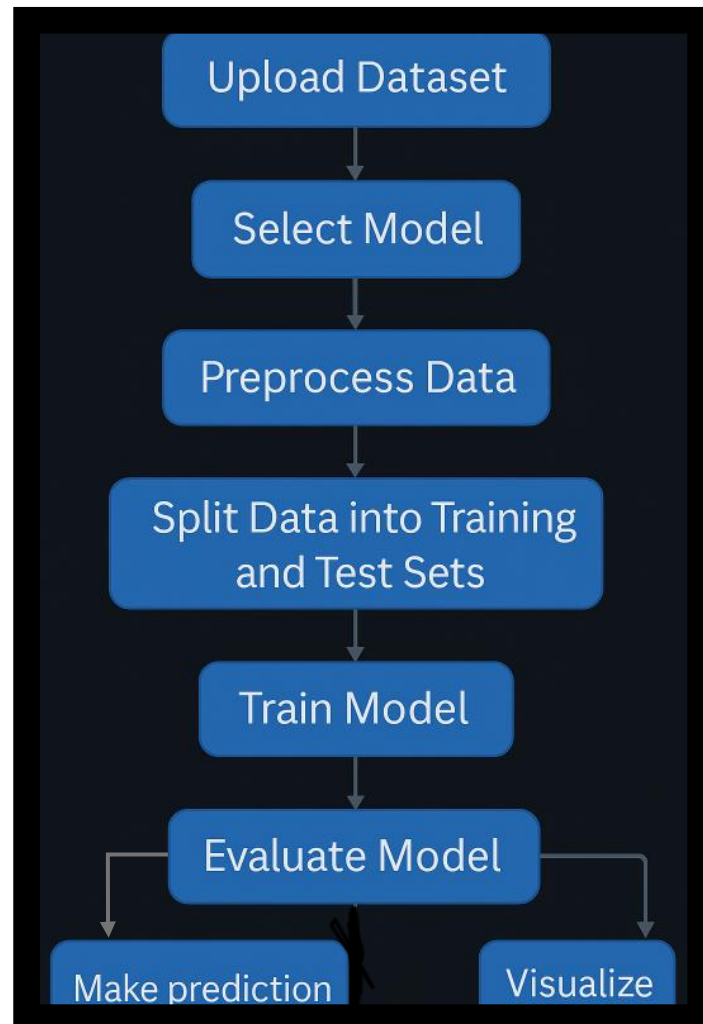 Upload Dataset
Select Model
Preprocess Data
Split Data into Training
and Test Sets
Train Model
Evaluate Model
Make prediction
Visualize